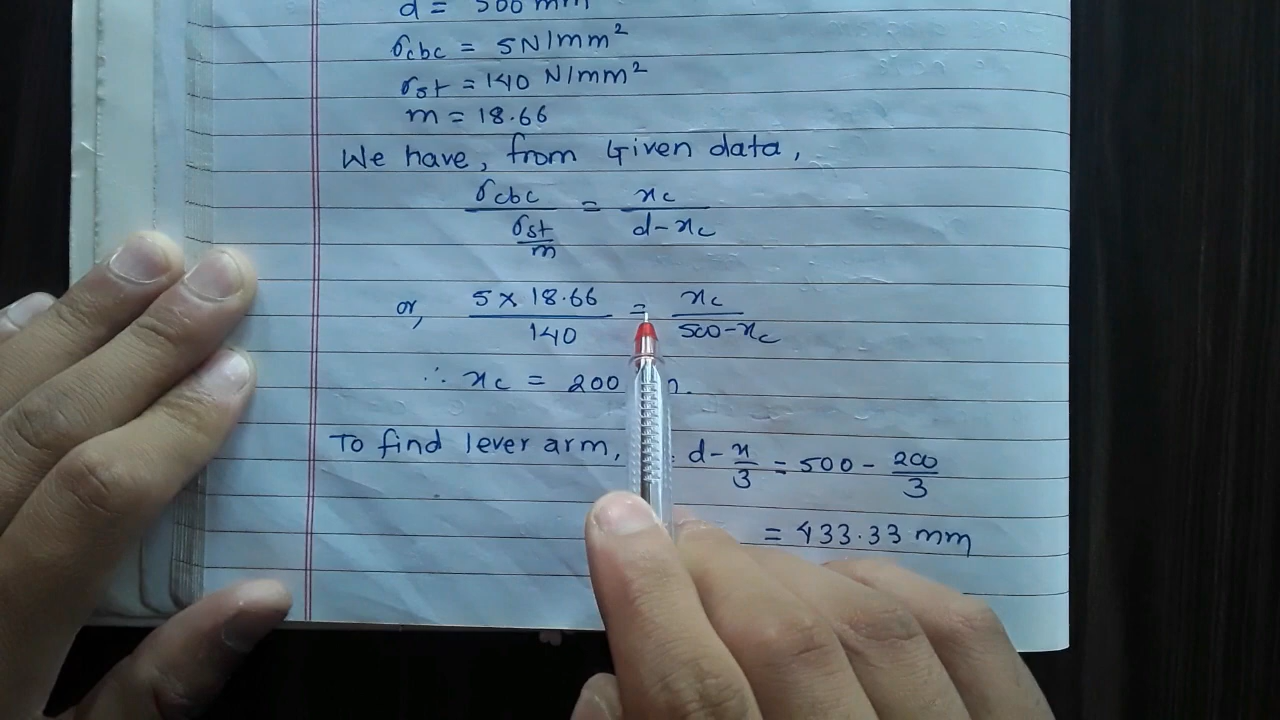 d = 500 mm
σcbc = 5N/mm²
σst = 140 N/mm²
m = 18.66
We have, from Given data,
σcbc / (σst / m) = xc / (d-xc)
or, 5 x 18.66 / 140 = xc / (500-xc)
∴ xc = 200
To find lever arm, d - x/3 = 500 - 200/3
= 433.33 mm